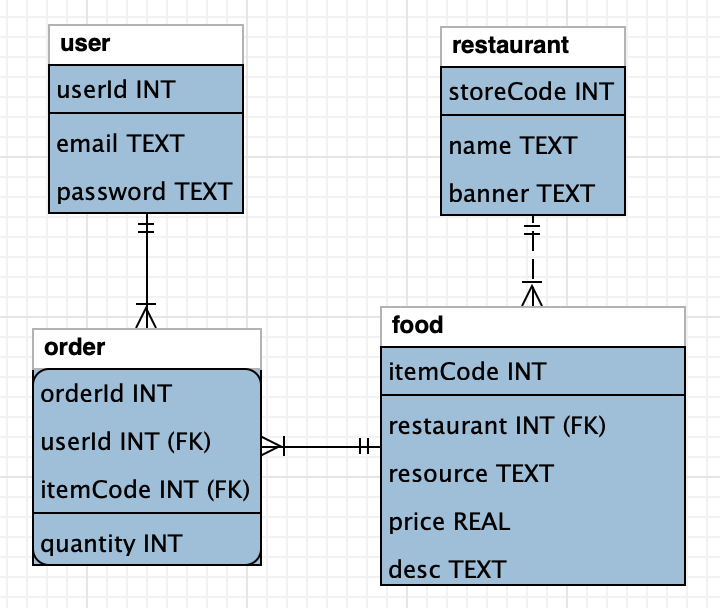 user
userId INT
email TEXT
password TEXT
restaurant
storeCode INT
name TEXT
banner TEXT
order
orderId INT
userId INT (FK)
itemCode INT (FK)
quantity INT
food
itemCode INT
restaurant INT (FK)
resource TEXT
price REAL
desc TEXT